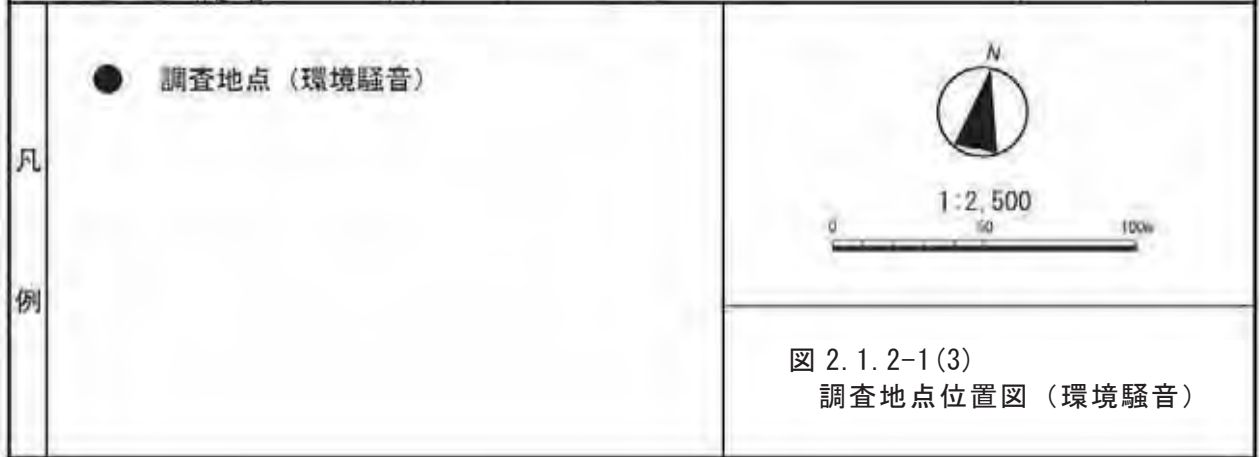 凡例
● 調査地点（環境騒音）
N
1:2,500
0 50 100m
図 2.1.2-1(3)
調査地点位置図（環境騒音）